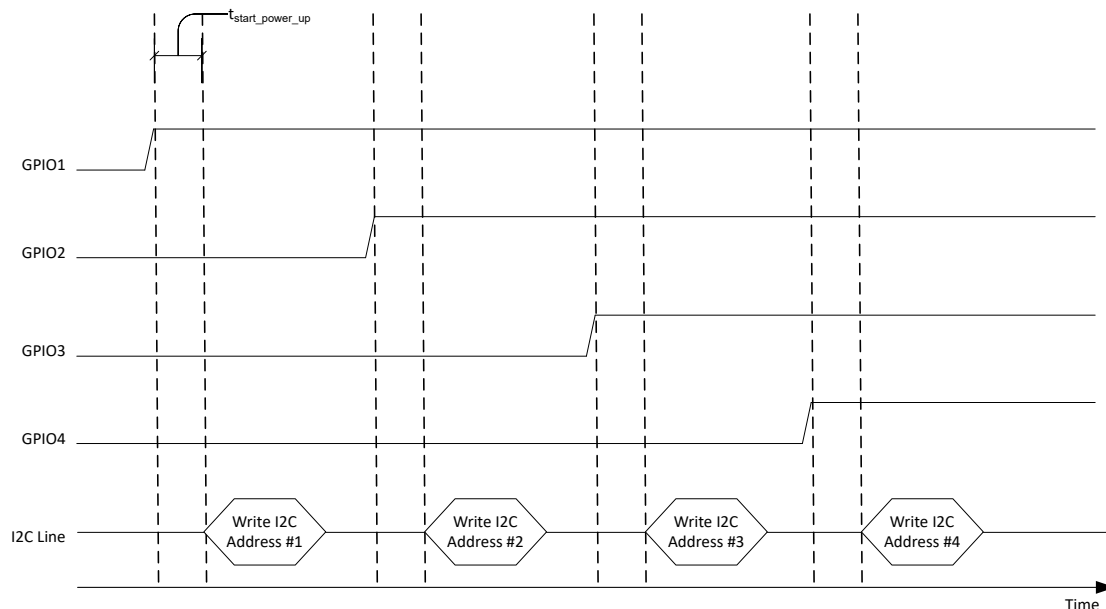 tstart_power_up
GPIO1
GPIO2
GPIO3
GPIO4
I2C Line
Write I2C
Address #1
Write I2C
Address #2
Write I2C
Address #3
Write I2C
Address #4
Time